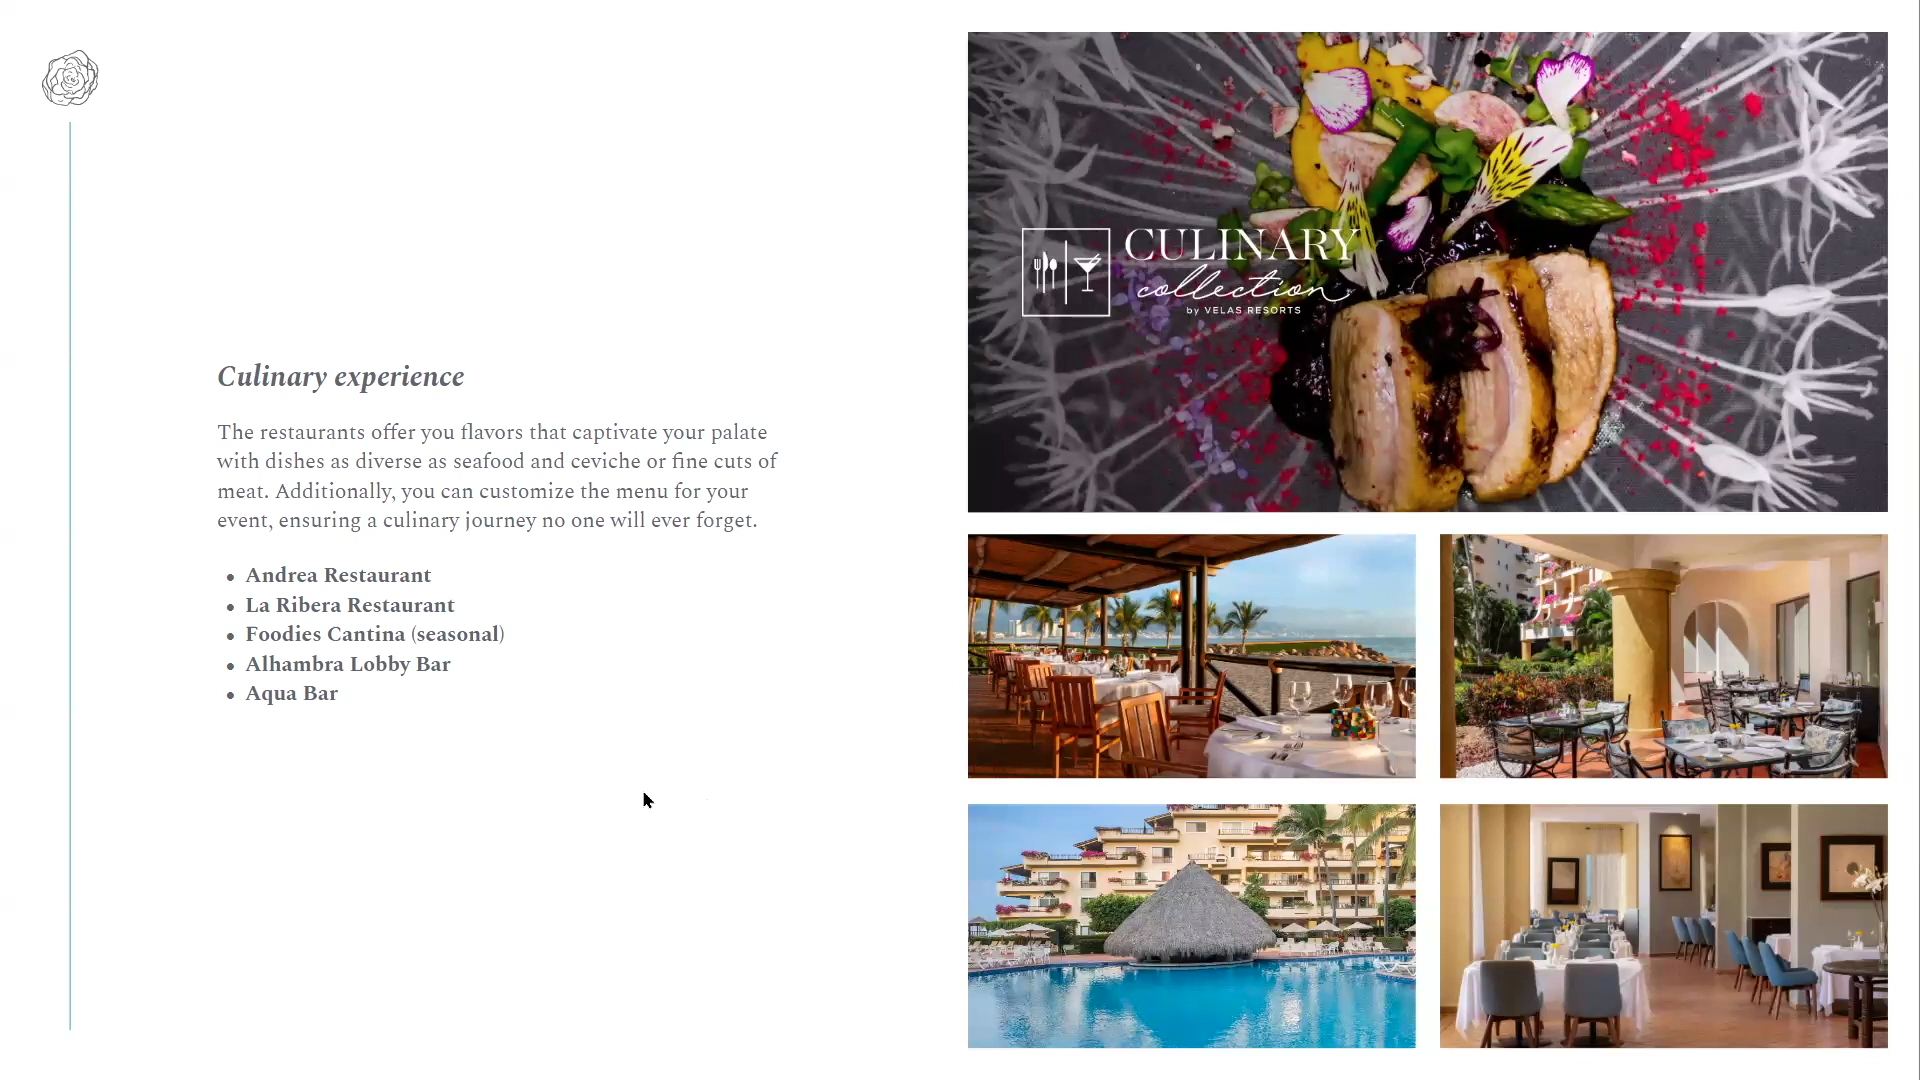 Culinary experience
The restaurants offer you flavors that captivate your palate
with dishes as diverse as seafood and ceviche or fine cuts of
meat. Additionally, you can customize the menu for your
event, ensuring a culinary journey no one will ever forget.
• Andrea Restaurant
• La Ribera Restaurant
• Foodies Cantina (seasonal)
• Alhambra Lobby Bar
• Aqua Bar
CULINARY
collection
by VELAS RESORTS